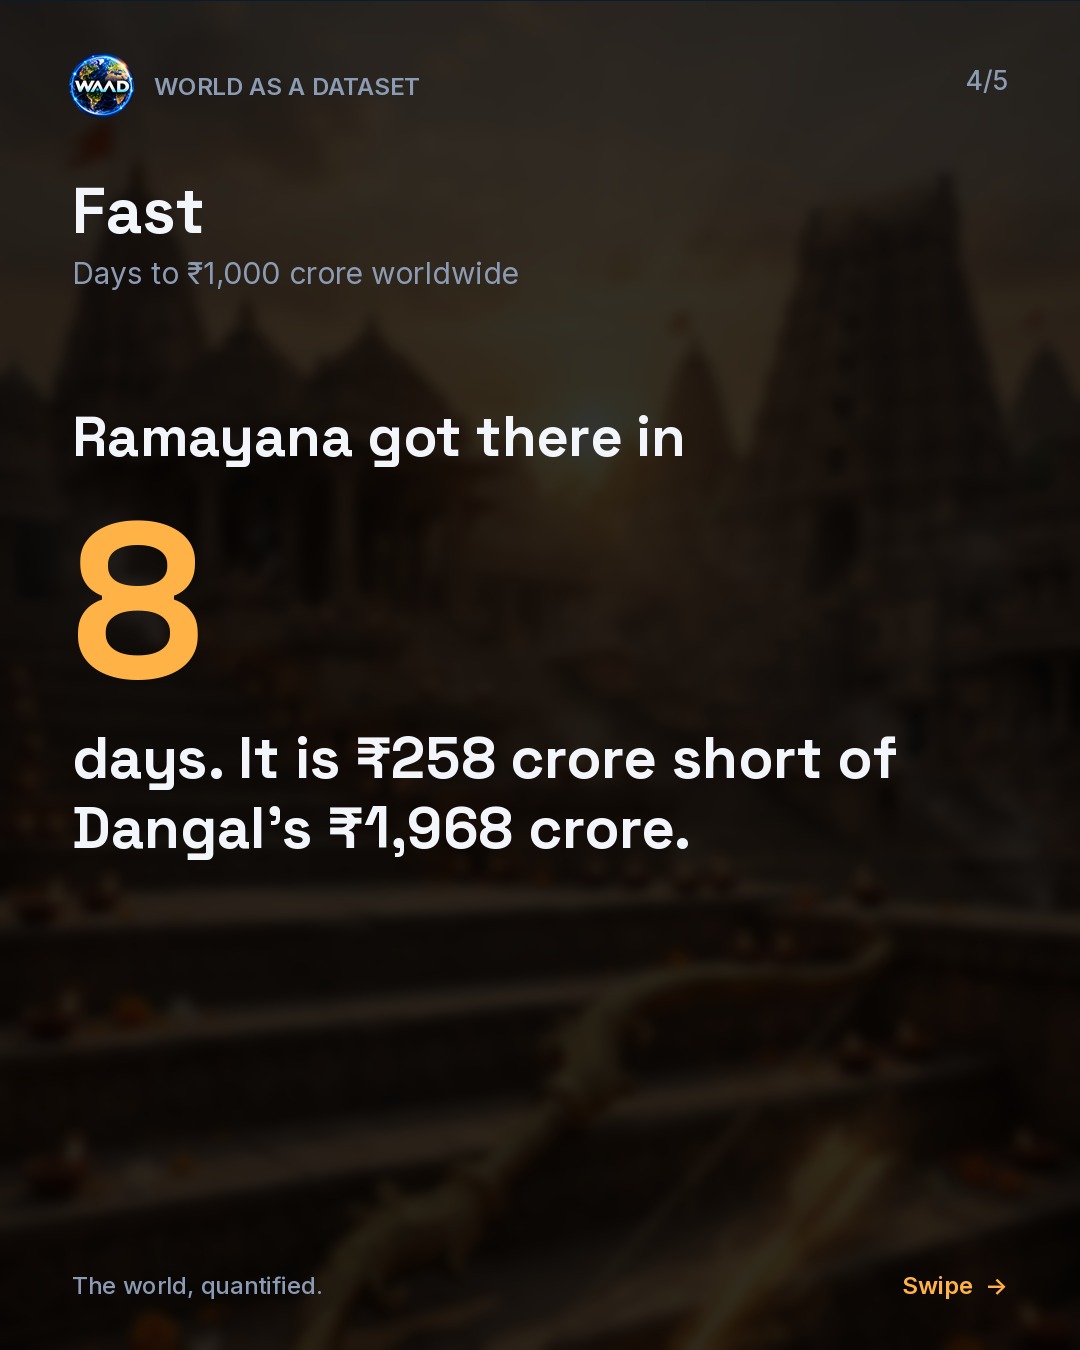 WAAD
WORLD AS A DATASET
4/5
Fast
Days to ₹1,000 crore worldwide
Ramayana got there in
8
days. It is ₹258 crore short of
Dangal’s ₹1,968 crore.
The world, quantified.
Swipe →